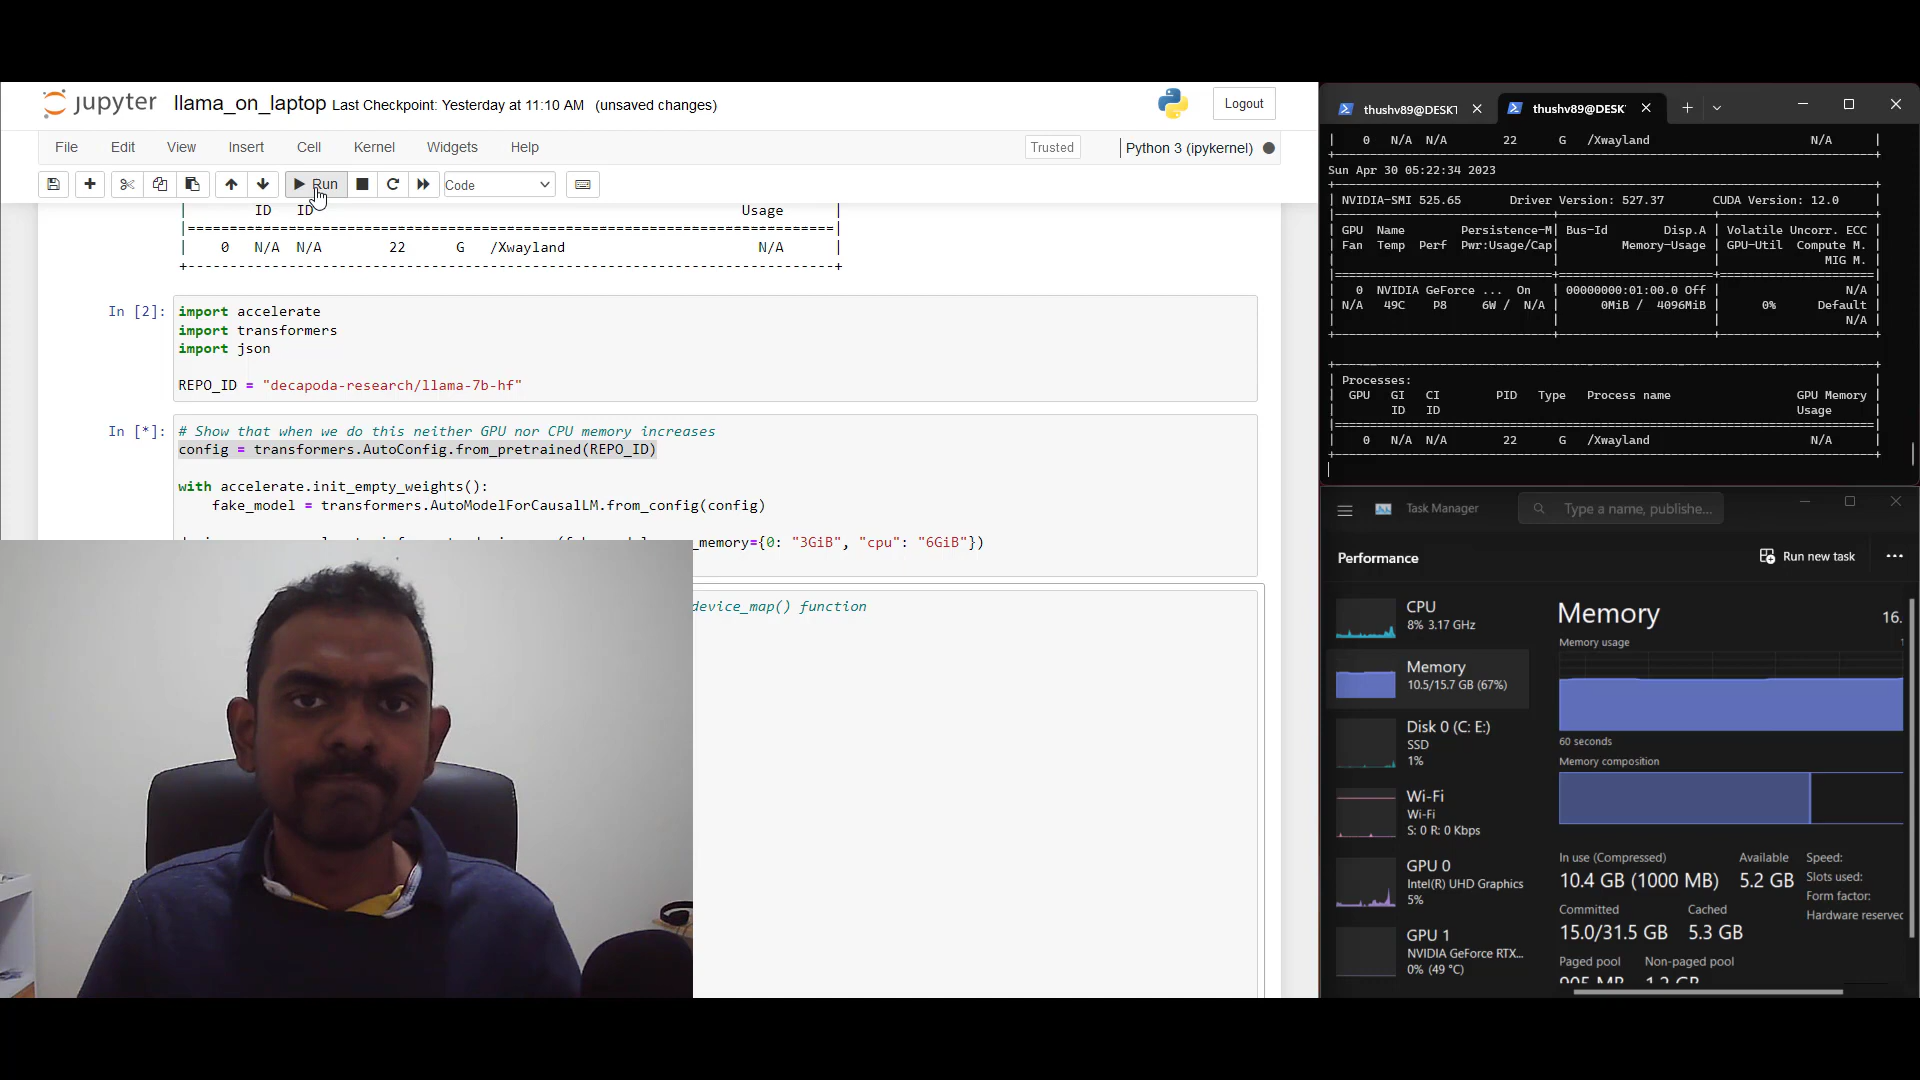 jupyter llama_on_laptop Last Checkpoint: Yesterday at 11:10 AM (unsaved changes)
Logout
File Edit View Insert Cell Kernel Widgets Help
Trusted
Python 3 (ipykernel)
Run
Code
| ID ID Usage |
|=============================================================================|
| 0 N/A N/A 22 G /Xwayland N/A |
+-----------------------------------------------------------------------------+
In [2]:
import accelerate
import transformers
import json
REPO_ID = "decapoda-research/llama-7b-hf"
In [*]:
# Show that when we do this neither GPU nor CPU memory increases
config = transformers.AutoConfig.from_pretrained(REPO_ID)
with accelerate.init_empty_weights():
fake_model = transformers.AutoModelForCausalLM.from_config(config)
_memory={0: "3GiB", "cpu": "6GiB"})
device_map() function
thushv89@DESKT
thushv89@DESK
| 0 N/A N/A 22 G /Xwayland N/A |
Sun Apr 30 05:22:34 2023
| NVIDIA-SMI 525.65 Driver Version: 527.37 CUDA Version: 12.0 |
| GPU Name Persistence-M| Bus-Id Disp.A | Volatile Uncorr. ECC |
| Fan Temp Perf Pwr:Usage/Cap| Memory-Usage | GPU-Util Compute M. |
| | | MIG M. |
| 0 NVIDIA GeForce ... On | 00000000:01:00.0 Off | N/A |
| N/A 49C P8 6W / N/A | 0MiB / 4096MiB | 0% Default |
| | | N/A |
| Processes: |
| GPU GI CI PID Type Process name GPU Memory |
| ID ID Usage |
| 0 N/A N/A 22 G /Xwayland N/A |
Task Manager
Type a name, publishe...
Performance
Run new task
CPU
8% 3.17 GHz
Memory
10.5/15.7 GB (67%)
Disk 0 (C: E:)
SSD
1%
Wi-Fi
Wi-Fi
S: 0 R: 0 Kbps
GPU 0
Intel(R) UHD Graphics
5%
GPU 1
NVIDIA GeForce RTX...
0% (49 °C)
Memory
16.
Memory usage
1
60 seconds
Memory composition
In use (Compressed)
10.4 GB (1000 MB)
Available
5.2 GB
Speed:
Slots used:
Form factor:
Hardware reserved
Committed
15.0/31.5 GB
Cached
5.3 GB
Paged pool
905 MB
Non-paged pool
1.2 GB